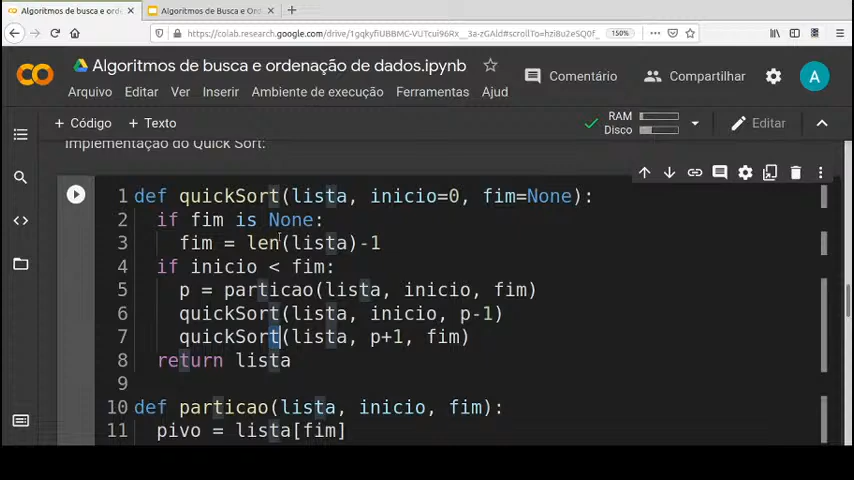 Algoritmos de busca e orde
Algoritmos de Busca e Ord
https://colab.research.google.com/drive/1gqkyfiUBBMC-VUTcui96Rx__3a-zGAld#scrollTo=hzi8u2eSQ0f_
150%
Algoritmos de busca e ordenação de dados.ipynb
Comentário
Compartilhar
A
Arquivo Editar Ver Inserir Ambiente de execução Ferramentas Ajud
+ Código + Texto
RAM
Disco
Editar
Implementação do Quick Sort:
1 def quickSort(lista, inicio=0, fim=None):
2 if fim is None:
3 fim = len(lista)-1
4 if inicio < fim:
5 p = particao(lista, inicio, fim)
6 quickSort(lista, inicio, p-1)
7 quickSort(lista, p+1, fim)
8 return lista
9
10 def particao(lista, inicio, fim):
11 pivo = lista[fim]